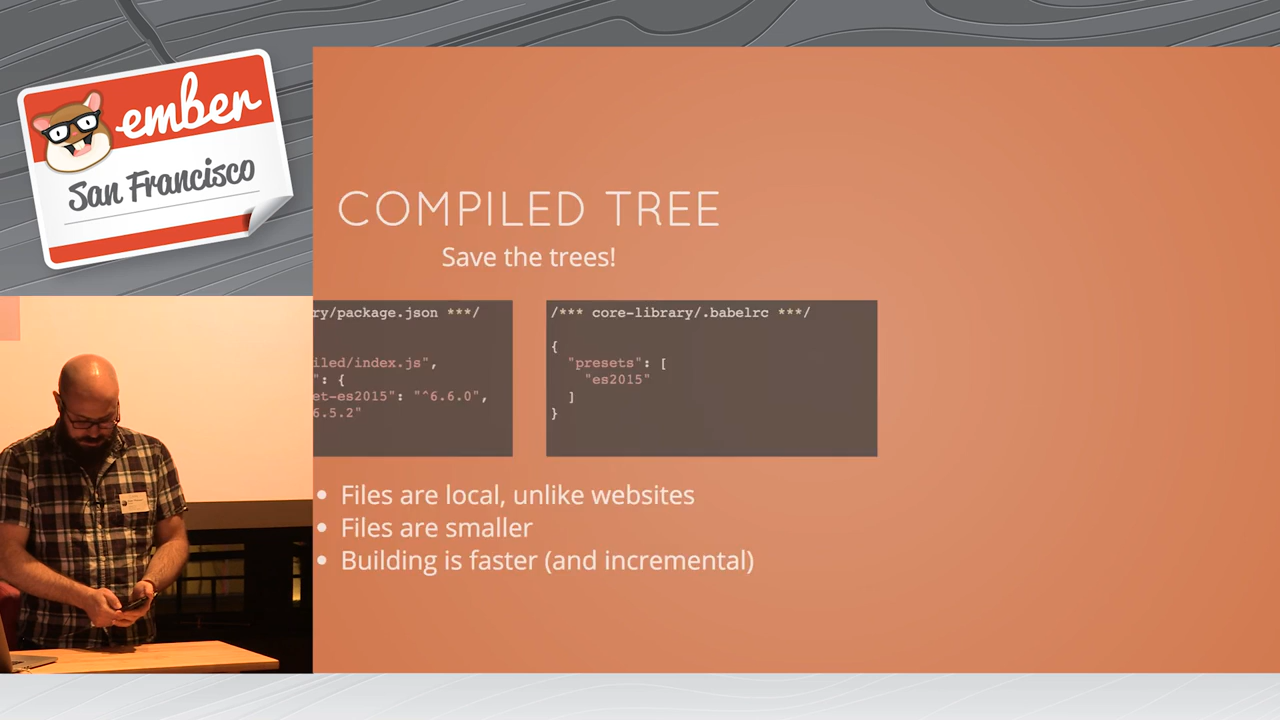 ember
San Francisco
COMPILED TREE
Save the trees!
ry/package.json ***/
iled/index.js",
": {
et-es2015": "^6.6.0",
6.5.2"
/*** core-library/.babelrc ***/
{
"presets": [
"es2015"
]
}
• Files are local, unlike websites
• Files are smaller
• Building is faster (and incremental)